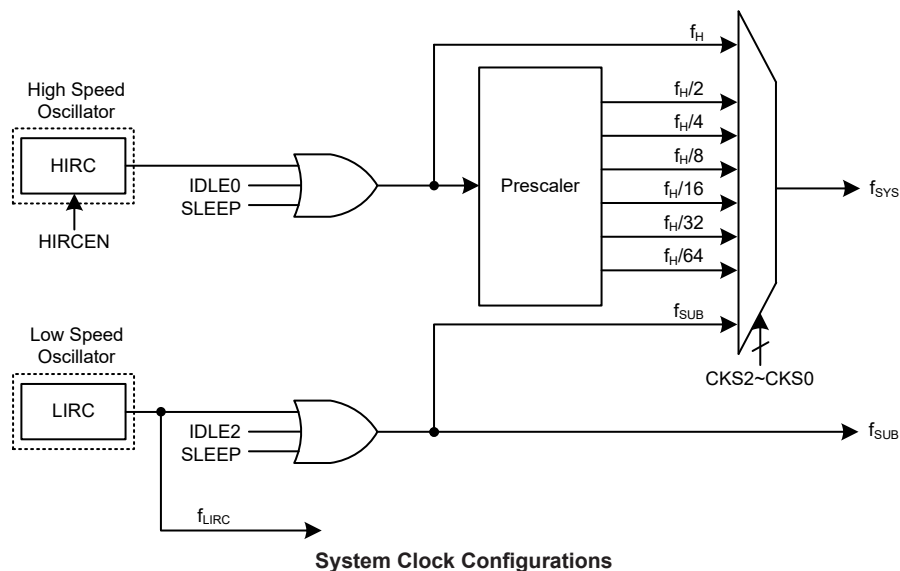 High Speed
Oscillator
HIRC
HIRCEN
IDLE0
SLEEP
Prescaler
fH
fH/2
fH/4
fH/8
fH/16
fH/32
fH/64
fSUB
CKS2~CKS0
fSYS
Low Speed
Oscillator
LIRC
IDLE2
SLEEP
fSUB
fLIRC
System Clock Configurations